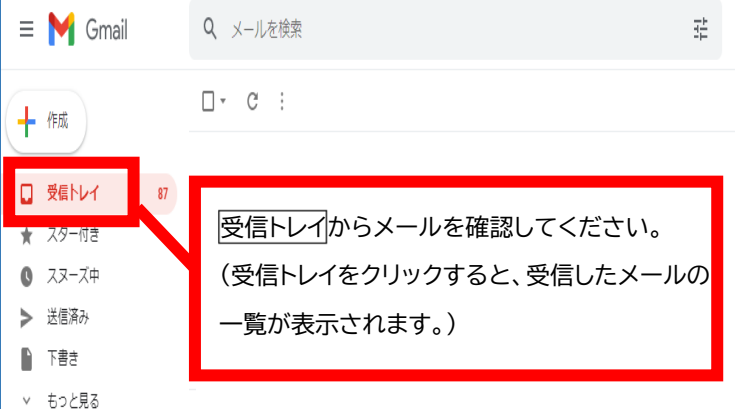 Gmail
メールを検索
作成
受信トレイ 87
スター付き
スヌーズ中
送信済み
下書き
もっと見る
受信トレイからメールを確認してください。
（受信トレイをクリックすると、受信したメールの
一覧が表示されます。）